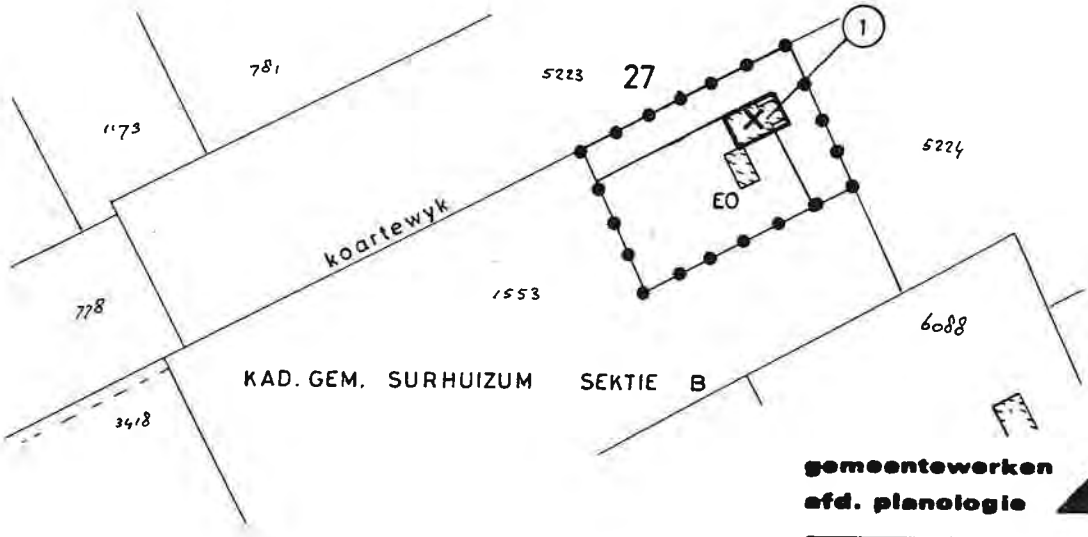 1
781
5223 27
1173
5224
EO
koartewyk
1553
778
6088
KAD. GEM. SURHUIZUM SEKTIE B
3418
gemeentewerken
afd. planologie